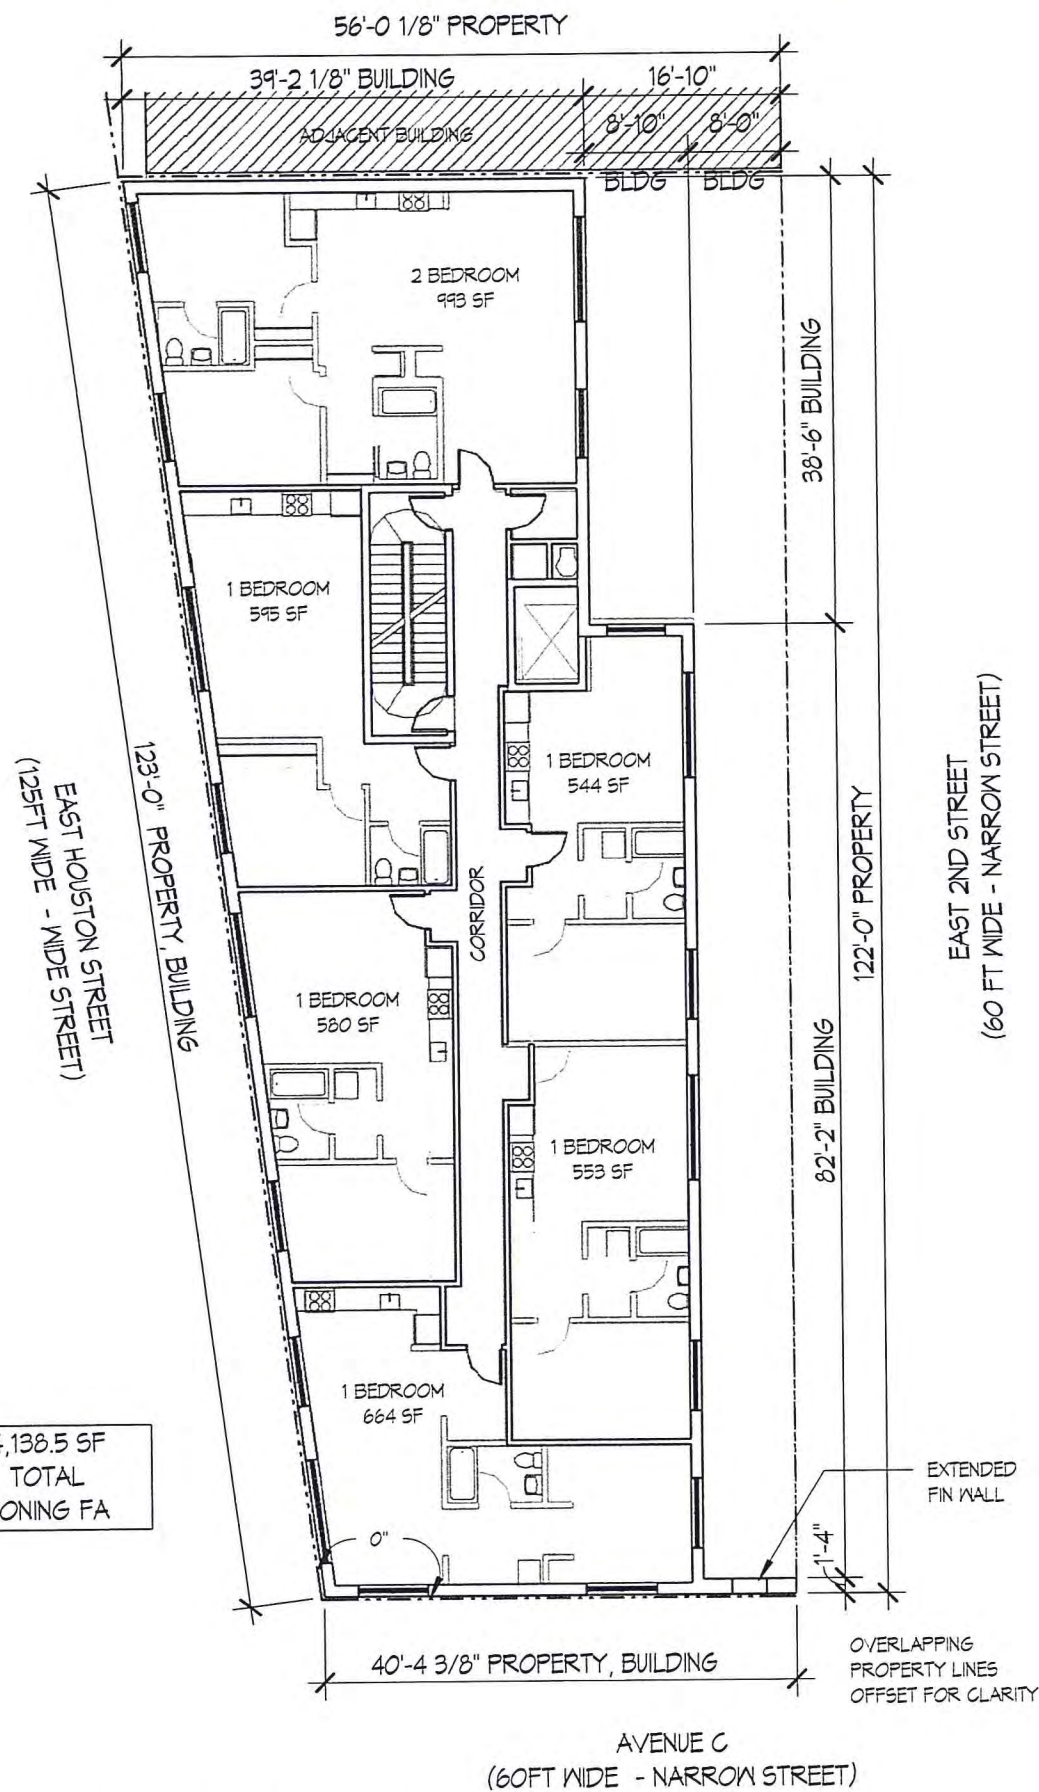 56'-0 1/8" PROPERTY
39'-2 1/8" BUILDING
16'-10"
ADJACENT BUILDING
8'-10"
8'-0"
BLDG
BLDG
2 BEDROOM
993 SF
38'-6" BUILDING
1 BEDROOM
595 SF
1 BEDROOM
544 SF
EAST 2ND STREET
(60 FT WIDE - NARROW STREET)
123'-0" PROPERTY, BUILDING
EAST HOUSTON STREET
(125FT WIDE - WIDE STREET)
122'-0" PROPERTY
CORRIDOR
1 BEDROOM
580 SF
82'-2" BUILDING
1 BEDROOM
553 SF
1 BEDROOM
664 SF
,138.5 SF
TOTAL
ONING FA
EXTENDED
FIN WALL
0"
1'-4"
40'-4 3/8" PROPERTY, BUILDING
OVERLAPPING
PROPERTY LINES
OFFSET FOR CLARITY
AVENUE C
(60FT WIDE - NARROW STREET)